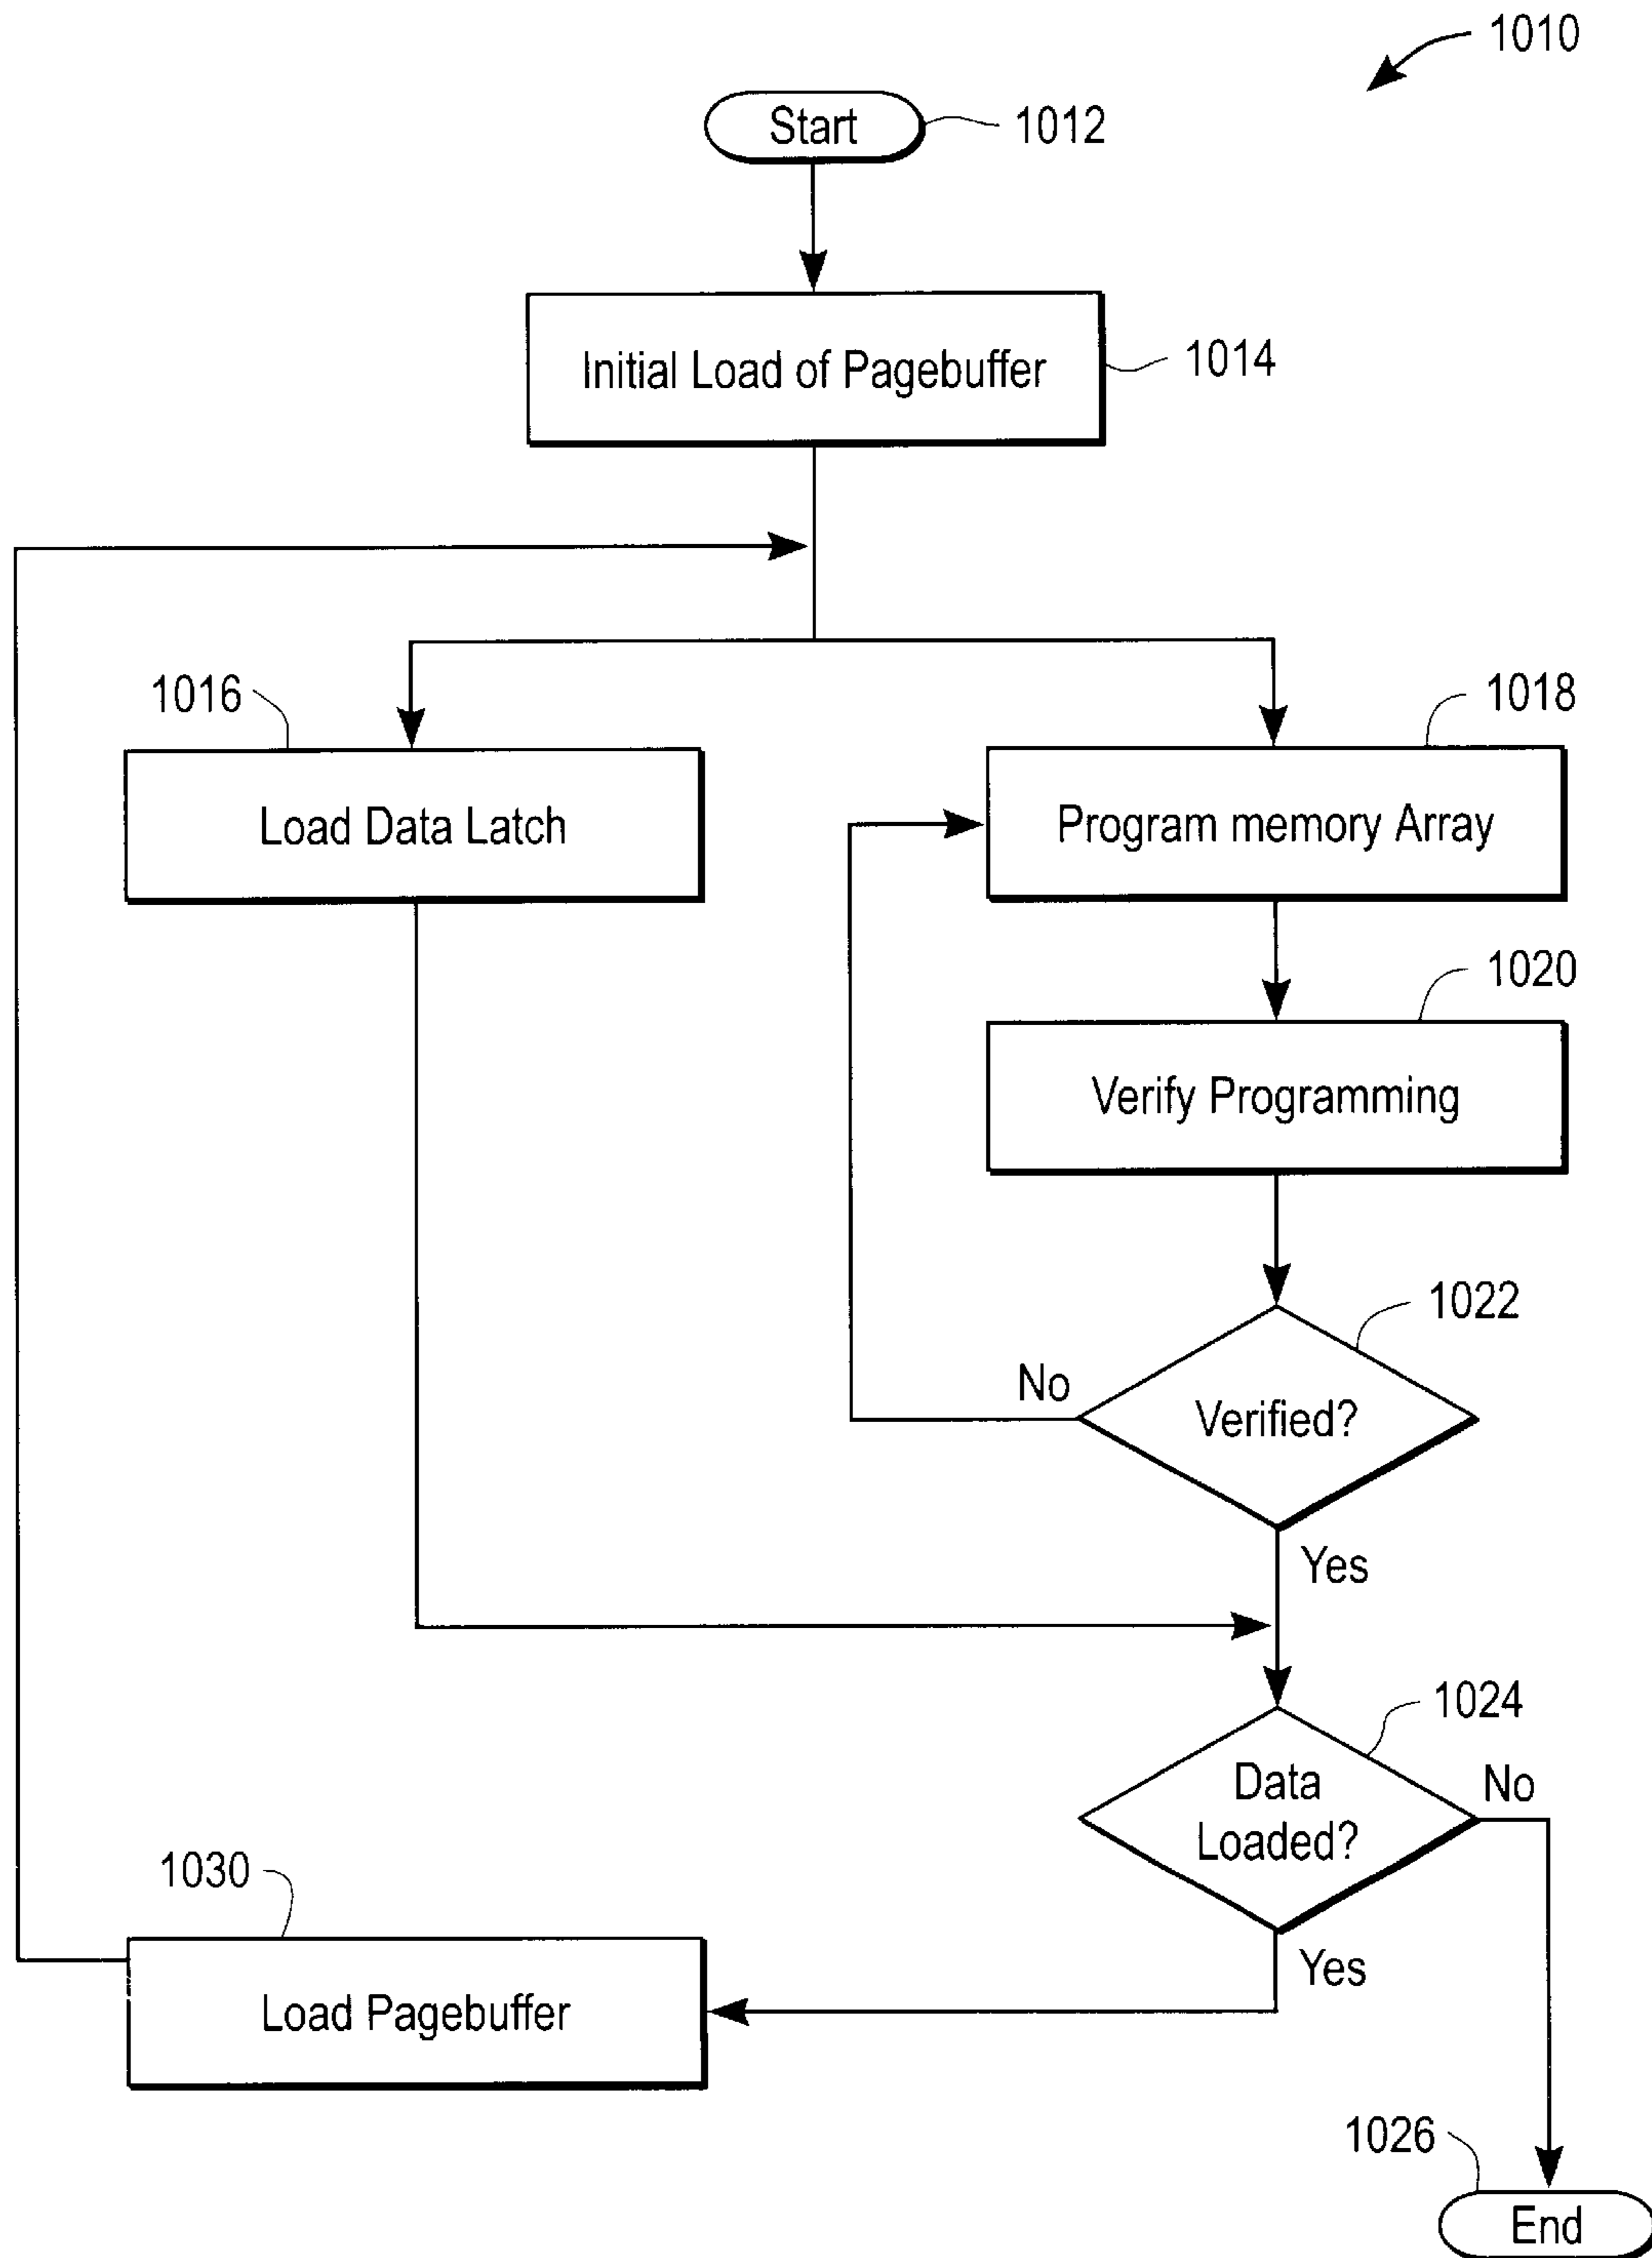 1010
Start
1012
Initial Load of Pagebuffer
1014
1016
1018
Load Data Latch
Program memory Array
1020
Verify Programming
1022
No
Verified?
Yes
1024
Data
Loaded?
No
1030
Yes
Load Pagebuffer
1026
End